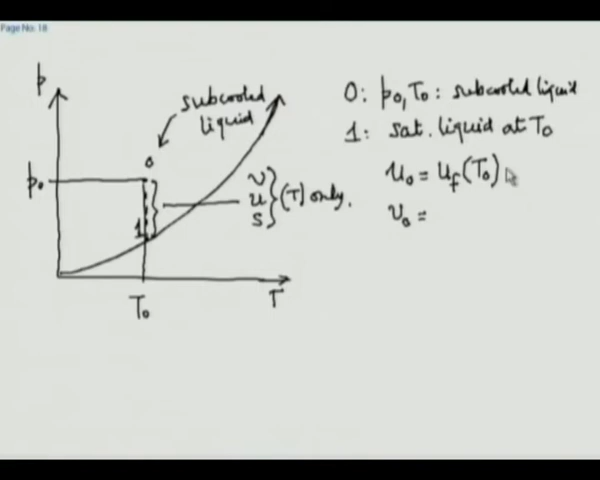 Page No. 18
p
subcooled
liquid
0
p₀
1
v
u
s
} (T) only.
T₀
T
0: p₀, T₀: subcooled liquid
1: sat. liquid at T₀
u₀ = u_f(T₀)
v₀ =